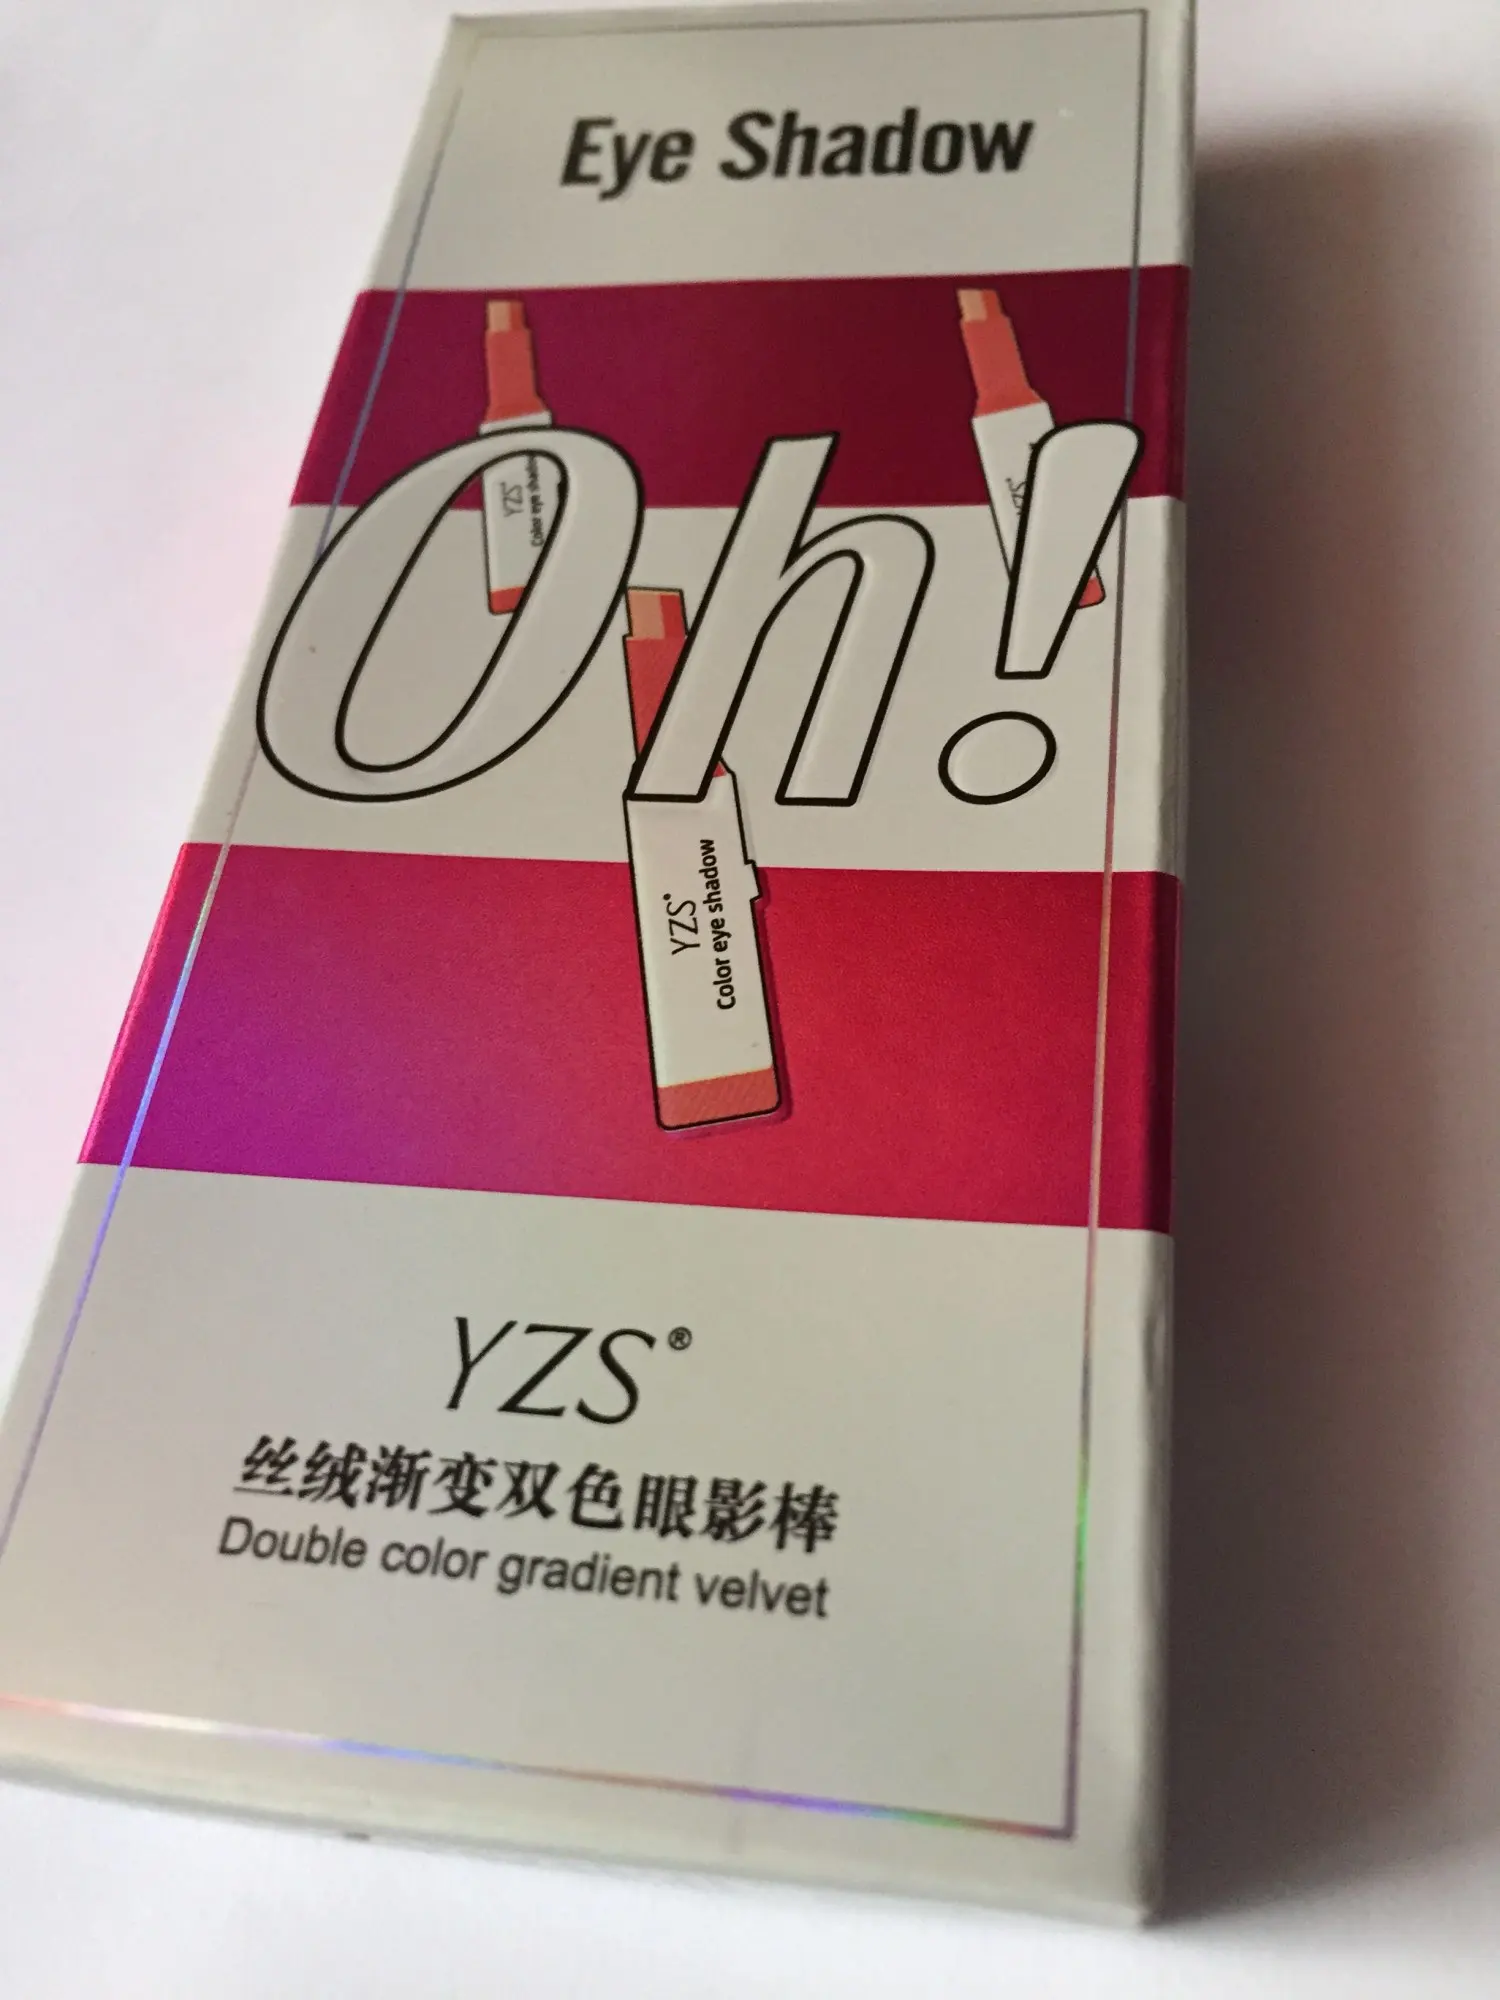 Eye Shadow
Oh!
YZS
Color eye shadow
YZS
YZS
Color eye shadow
YZS®
丝绒渐变双色眼影棒
Double color gradient velvet